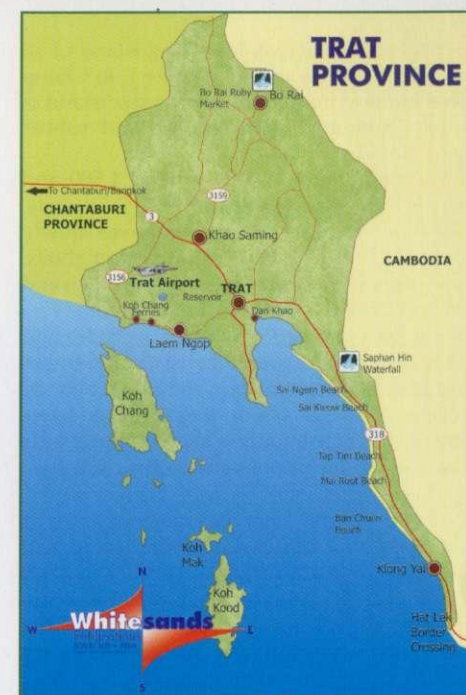 TRAT
PROVINCE
Bo Rai Ruby
Market
Bo Rai
To Chantaburi/Bangkok
3159
CHANTABURI
PROVINCE
3
Khao Saming
CAMBODIA
3156
Trat Airport
Reservoir
TRAT
Koh Chang
Ferries
Dan Khao
Laem Ngop
Saphan Hin
Waterfall
Koh
Chang
Sai Ngern Beach
Sai Kleow Beach
318
Tap Tim Beach
Mai Root Beach
Ban Chuen
Beach
Koh
Mak
Klong Yai
N
Koh
Kood
Whitesands
W
E
Hat Lek
Border
Crossing
S